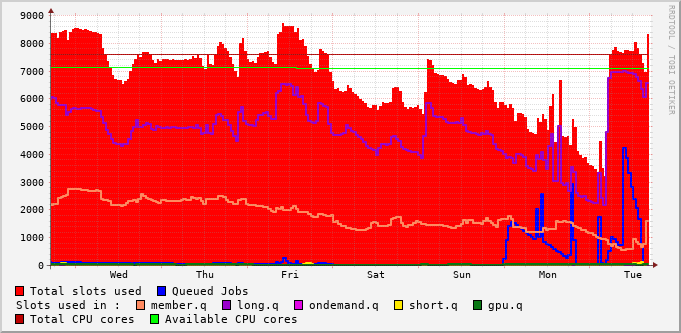 9000
8000
7000
6000
5000
4000
3000
2000
1000
0
Wed Thu Fri Sat Sun Mon Tue
RRDTOOL / TOBI OETIKER
Total slots used Queued Jobs
Slots used in : member.q long.q ondemand.q short.q gpu.q
Total CPU cores Available CPU cores